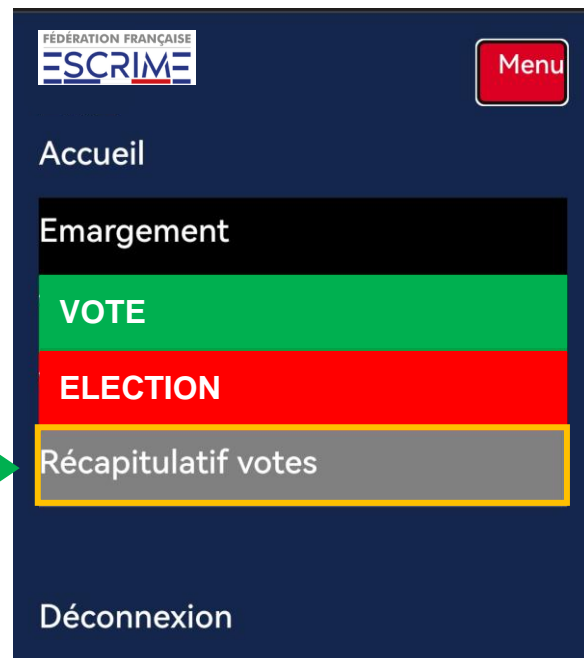 FÉDÉRATION FRANÇAISE
ESCRIME
Menu
Accueil
Emargement
VOTE
ELECTION
Récapitulatif votes
Déconnexion